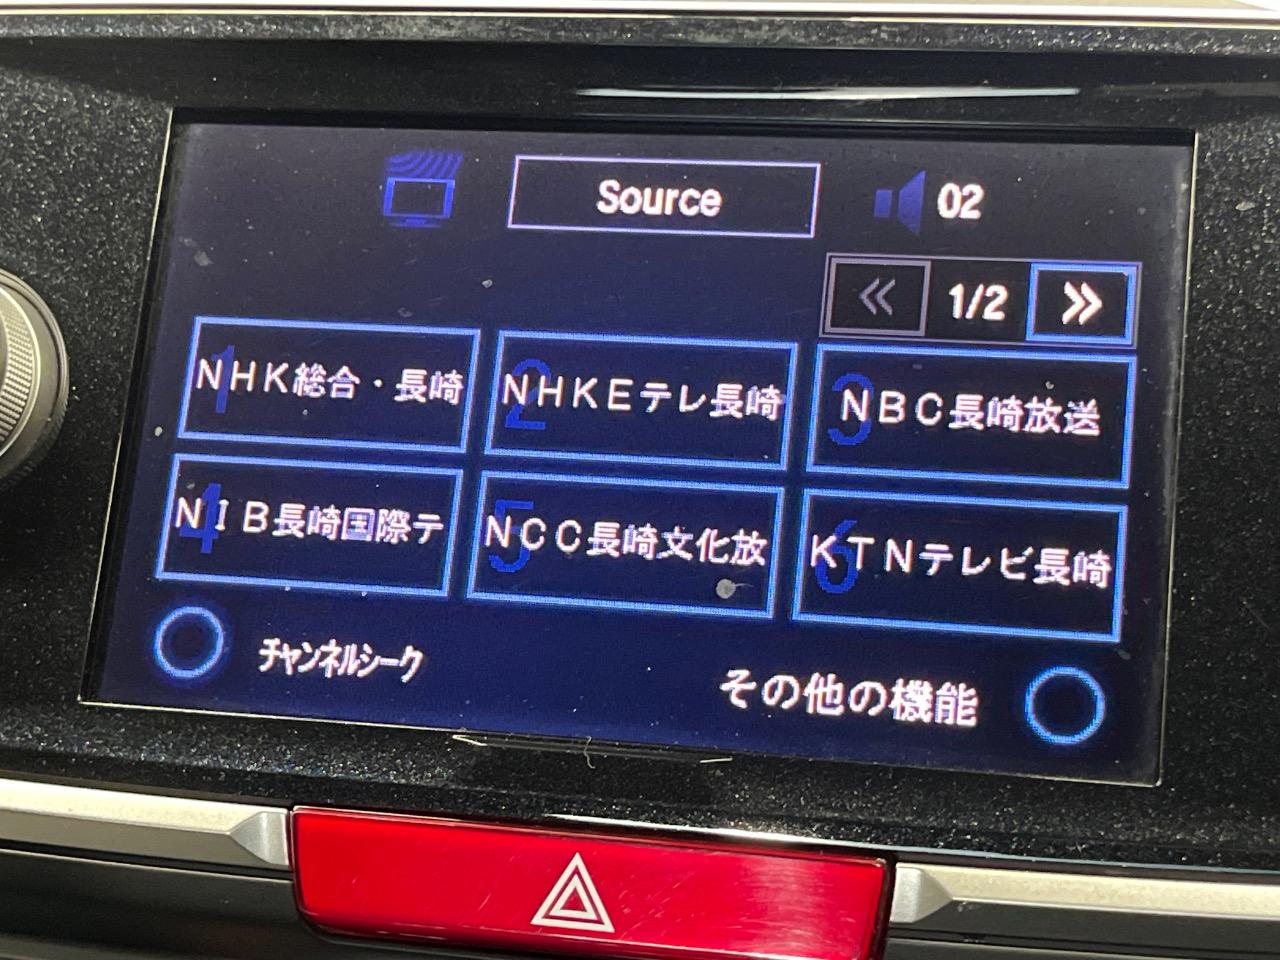 Source
02
1/2
1 NHK総合・長崎
2 NHKEテレ長崎
3 NBC長崎放送
4 NIB長崎国際テ
5 NCC長崎文化放
6 KTNテレビ長崎
チャンネルシーク
その他の機能